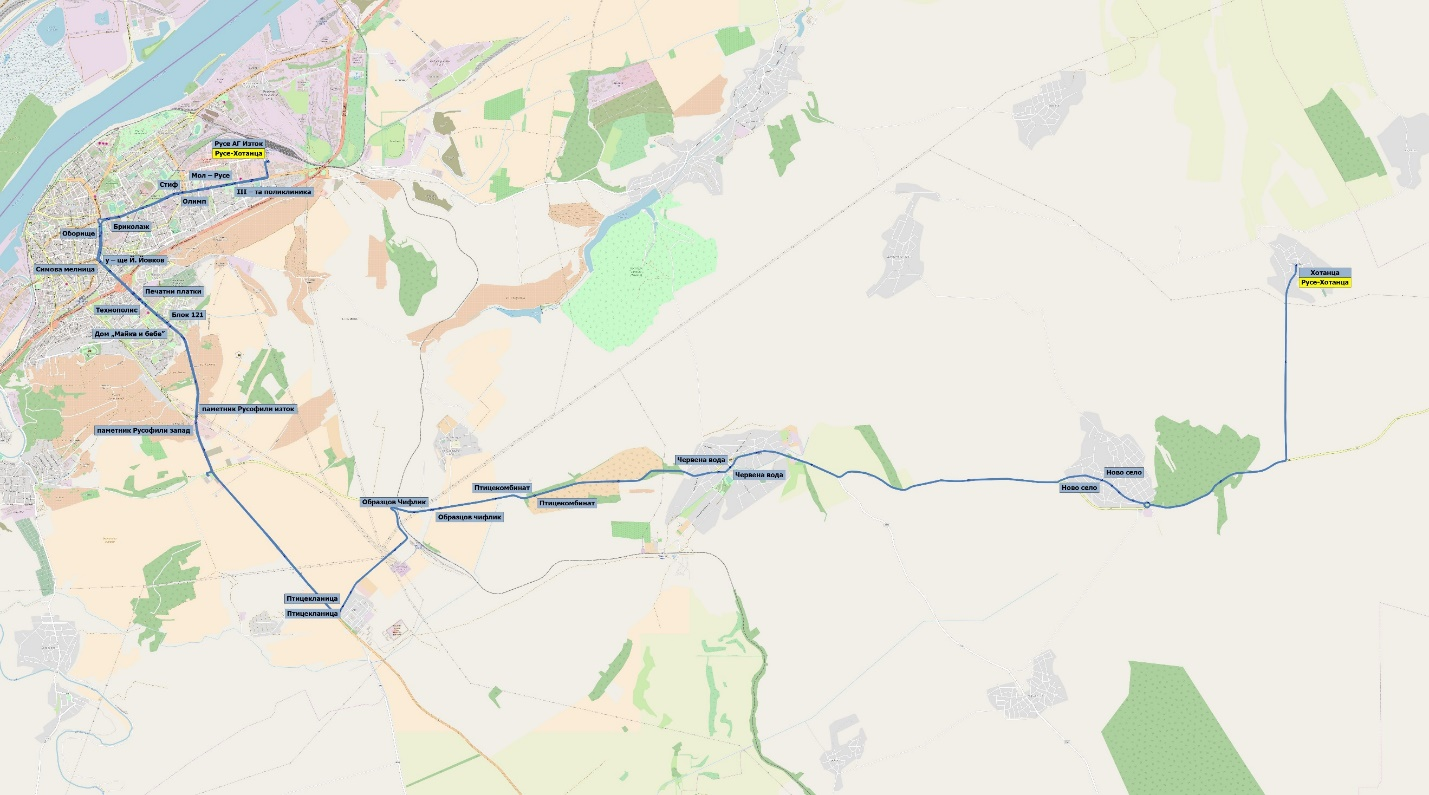 Русе АГ Изток
Русе-Хотанца
Мол – Русе
Стиф
III – та поликлиника
Олимп
Бриколаж
Оборище
у – ще Й. Йовков
Симова мелница
Печатни платки
Технополис
Блок 121
Дом „Майка и бебе“
паметник Русофили изток
паметник Русофили запад
Хотанца
Русе-Хотанца
Червена вода
Червена вода
Ново село
Ново село
Птицекомбинат
Птицекомбинат
Образцов Чифлик
Образцов чифлик
Птицекланица
Птицекланица